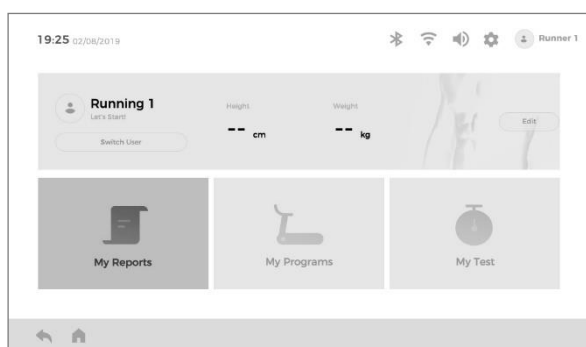 19:25 02/08/2019
Runner 1
Running 1
Let's Start!
Switch User
Height
-- cm
Weight
-- kg
Edit
My Reports
My Programs
My Test